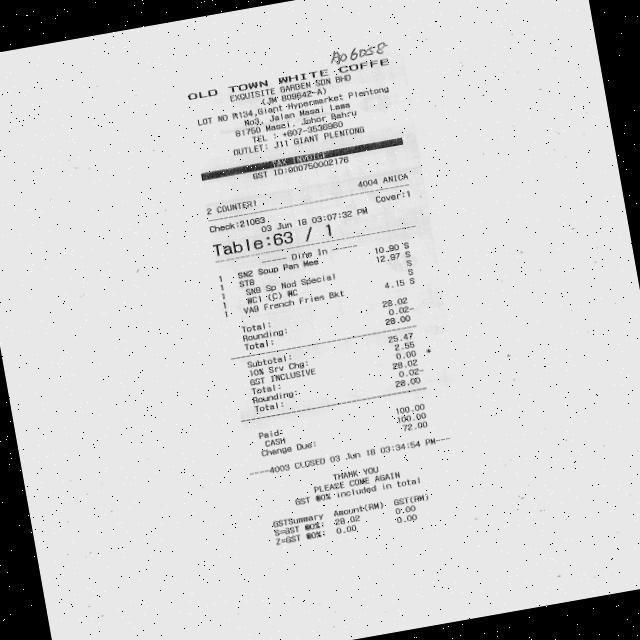 OLD TOWN WHITE COFFE
EXQUISITE GARDEN SDN BHD
(JM 809642-A)
LOT NO M134,Giant Hypermarket Plentong
No3, Jalan Masai Lama
81750 Masai, Johor Bahru
TEL : +607-3536960
OUTLET: J11 GIANT PLENTONG
TAX INVOICE
GST ID:000750002176
2 COUNTER1 4004 ANICA
Check:21063 Cover:1
03 Jun 18 03:07:32 PM
Table:63 / 1
----- Dine In -----
1 SN2 Soup Pan Mee 10.90 S
1 ST8 12.97 S
1 SN8 Sp Nod Special S
1 WC1 (C) WC S
1 VA9 French Fries Bkt 4.15 S
Total: 28.02
Rounding: 0.02-
Total: 28.00
Subtotal: 25.47
10% Srv Chg: 2.55
GST INCLUSIVE 0.00 *
Total: 28.02
Rounding: 0.02-
Total: 28.00
Paid: 100.00
CASH 100.00
Change Due: 72.00
----4003 CLOSED 03 Jun 18 03:34:54 PM---
THANK YOU
PLEASE COME AGAIN
GST @0% included in total
GSTSummary Amount(RM) GST(RM)
S=GST @0%: 28.02 0.00
Z=GST @0%: 0.00 0.00